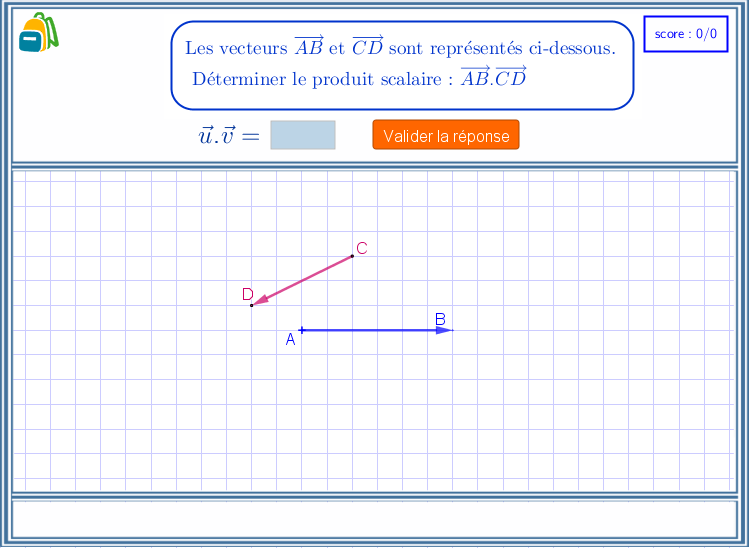 Les vecteurs $\overrightarrow{AB}$ et $\overrightarrow{CD}$ sont représentés ci-dessous.
score : 0/0
Déterminer le produit scalaire : $\overrightarrow{AB}.\overrightarrow{CD}$
$\vec{u}.\vec{v} =$
Valider la réponse
C
D
B
A